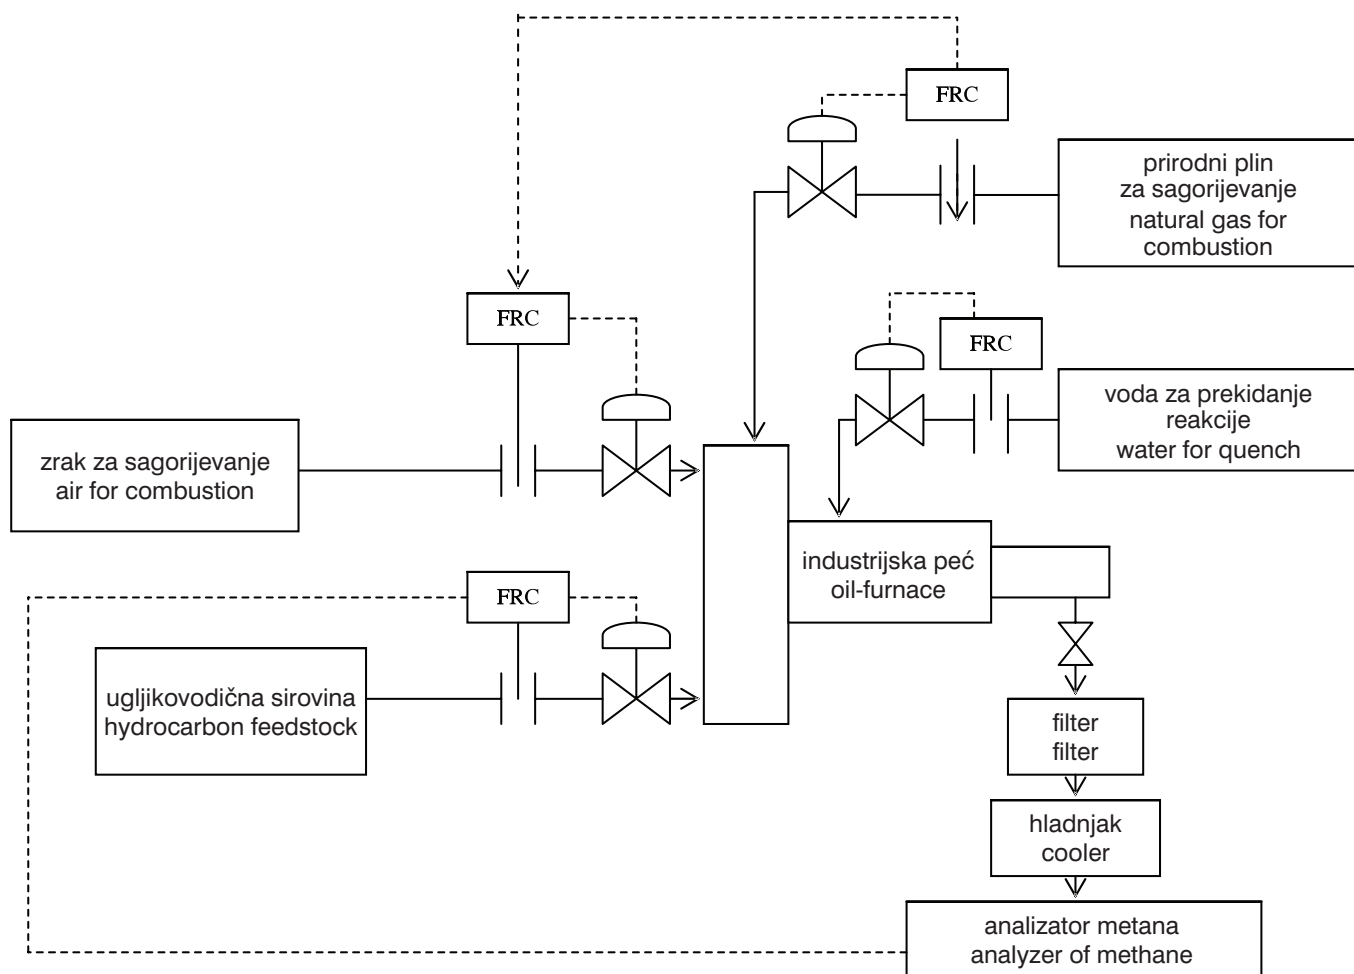 FRC
prirodni plin
za sagorijevanje
natural gas for
combustion
FRC
FRC
voda za prekidanje
reakcije
water for quench
zrak za sagorijevanje
air for combustion
industrijska peć
oil-furnace
FRC
ugljikovodična sirovina
hydrocarbon feedstock
filter
filter
hladnjak
cooler
analizator metana
analyzer of methane